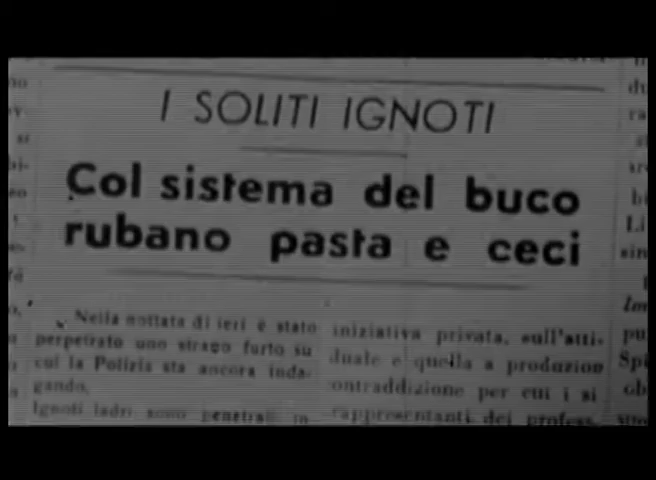 I SOLITI IGNOTI
Col sistema del buco
rubano pasta e ceci
Nella nottata di ieri è stato
perpetrato uno strano furto su
cui la Polizia sta ancora inda-
gando.
Ignoti ladri sono penetrati in
iniziativa privata, sull'atti-
duale e quella a produzion
ontraddizione per cui i si
rappresentanti dei profess.